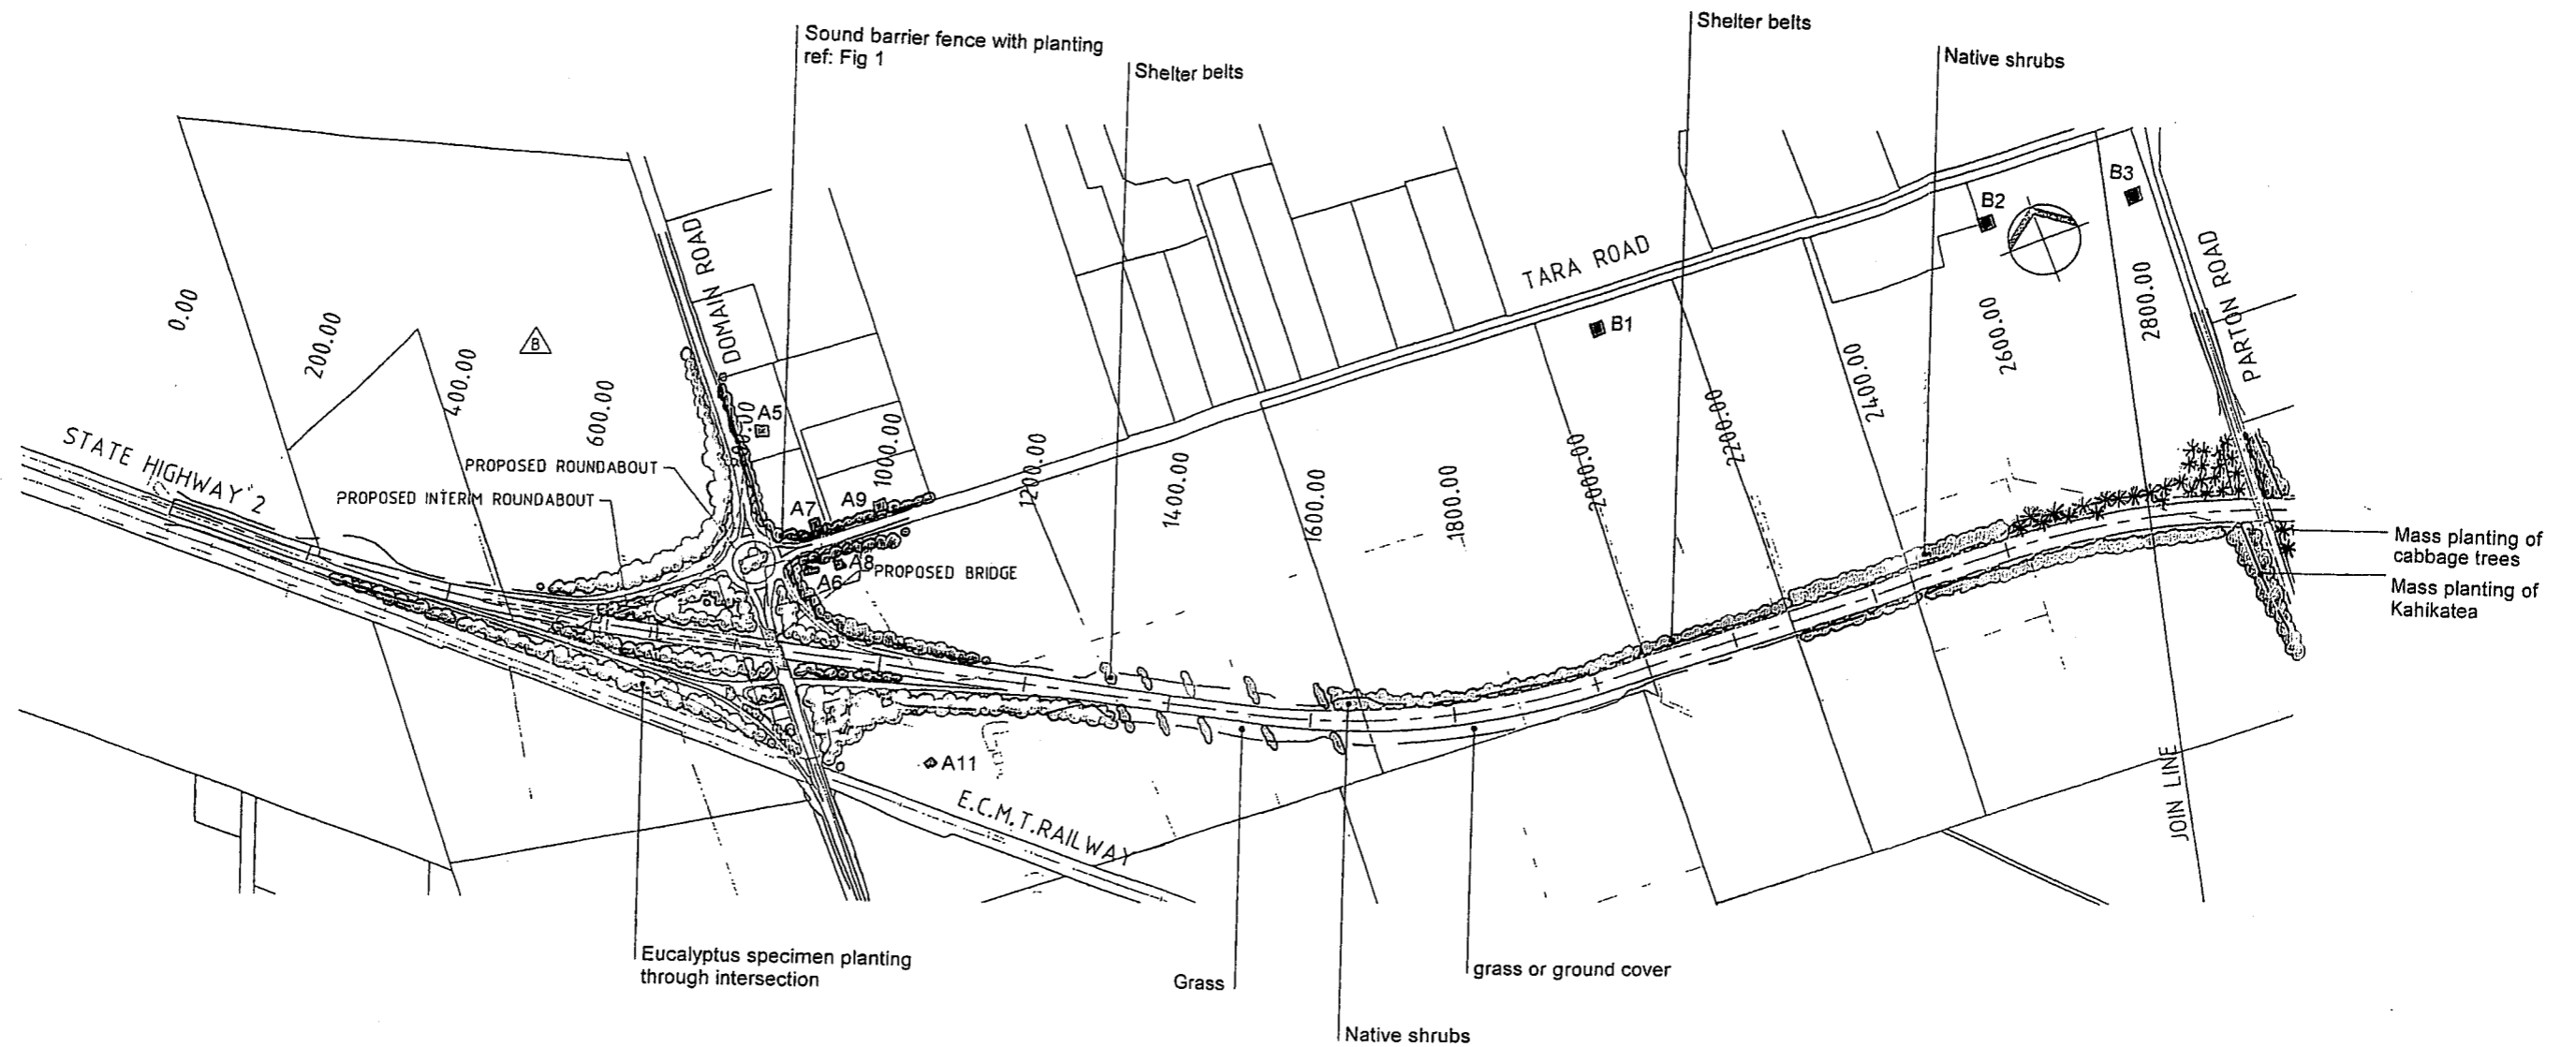 Sound barrier fence with planting
ref: Fig 1
Shelter belts
Shelter belts
Native shrubs
DOMAIN ROAD
TARA ROAD
PARTON ROAD
B3
B2
B1
B
0.00
200.00
400.00
600.00
A5
1000.00
1200.00
1400.00
1600.00
1800.00
2000.00
2200.00
2400.00
2600.00
2800.00
STATE HIGHWAY 2
PROPOSED ROUNDABOUT
PROPOSED INTERIM ROUNDABOUT
A7
A9
A8
A6
PROPOSED BRIDGE
A11
E.C.M.T.RAILWAY
JOIN LINE
Mass planting of
cabbage trees
Mass planting of
Kahikatea
Eucalyptus specimen planting
through intersection
Grass
grass or ground cover
Native shrubs